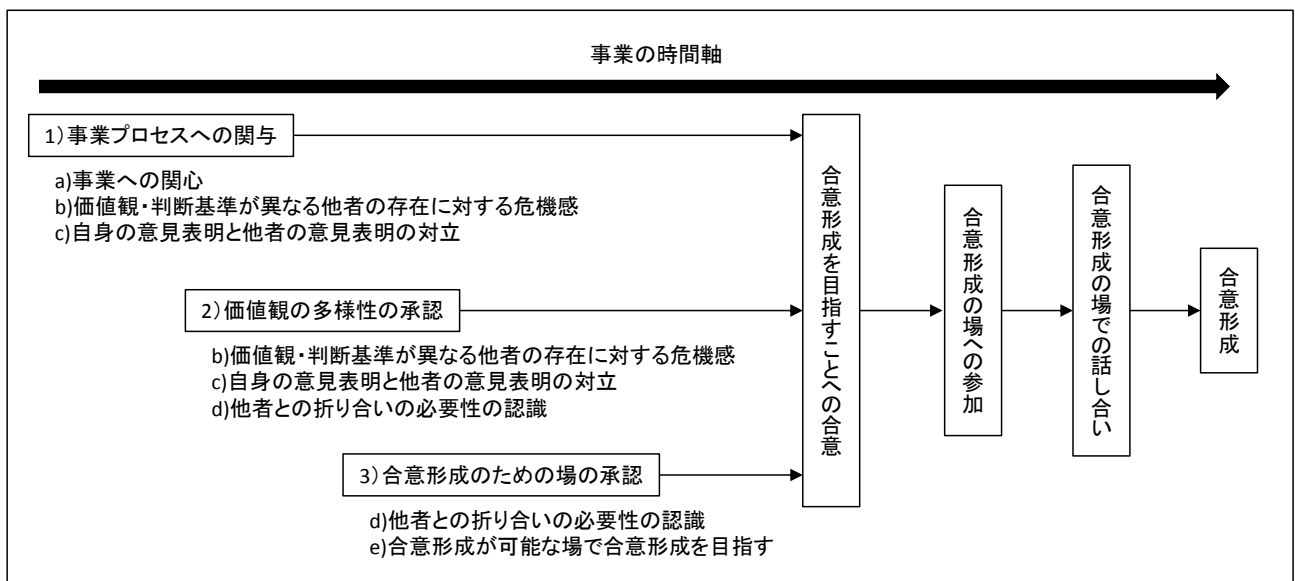 事業の時間軸
1)事業プロセスへの関与
a)事業への関心
b)価値観・判断基準が異なる他者の存在に対する危機感
c)自身の意見表明と他者の意見表明の対立
2)価値観の多様性の承認
b)価値観・判断基準が異なる他者の存在に対する危機感
c)自身の意見表明と他者の意見表明の対立
d)他者との折り合いの必要性の認識
3)合意形成のための場の承認
d)他者との折り合いの必要性の認識
e)合意形成が可能な場で合意形成を目指す
合意形成を目指すことへの合意
合意形成の場への参加
合意形成の場での話し合い
合意形成